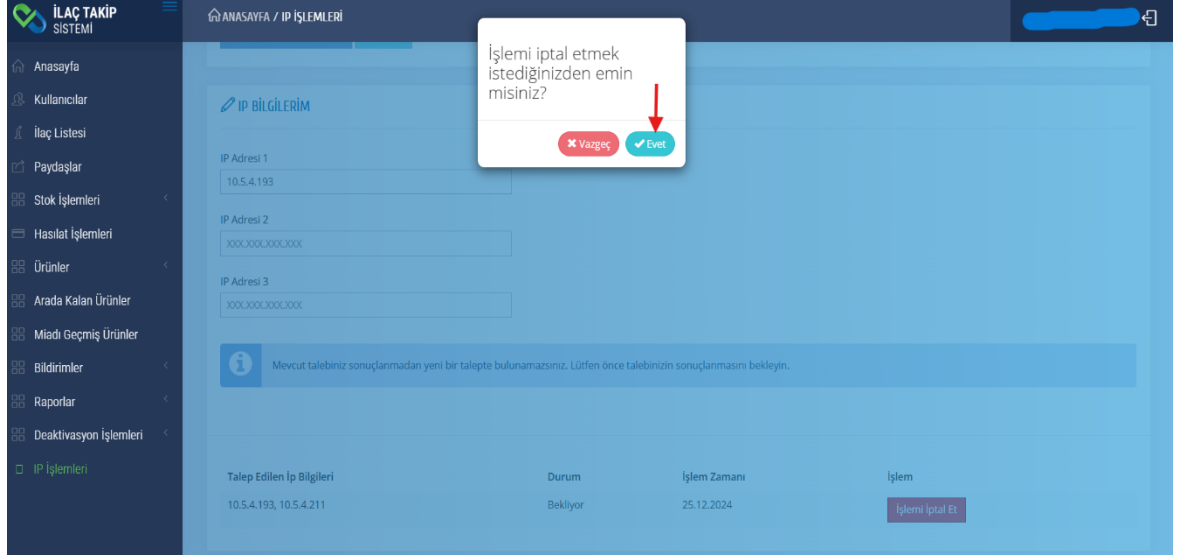 İLAÇ TAKİP
SİSTEMİ
ANASAYFA / IP İŞLEMLERİ
Anasayfa
Kullanıcılar
İlaç Listesi
Paydaşlar
Stok İşlemleri
Hasılat İşlemleri
Ürünler
Arada Kalan Ürünler
Miadı Geçmiş Ürünler
Bildirimler
Raporlar
Deaktivasyon İşlemleri
IP İşlemleri
İşlemi iptal etmek
istediğinizden emin
misiniz?
Vazgeç
Evet
IP BİLGİLERİM
IP Adresi 1
10.5.4.193
IP Adresi 2
XXX.XXX.XXX.XXX
IP Adresi 3
XXX.XXX.XXX.XXX
Mevcut talebiniz sonuçlanmadan yeni bir talepte bulunamazsınız. Lütfen önce talebinizin sonuçlanmasını bekleyin.
Talep Edilen İp Bilgileri Durum İşlem Zamanı İşlem
10.5.4.193, 10.5.4.211 Bekliyor 25.12.2024 İşlemi İptal Et